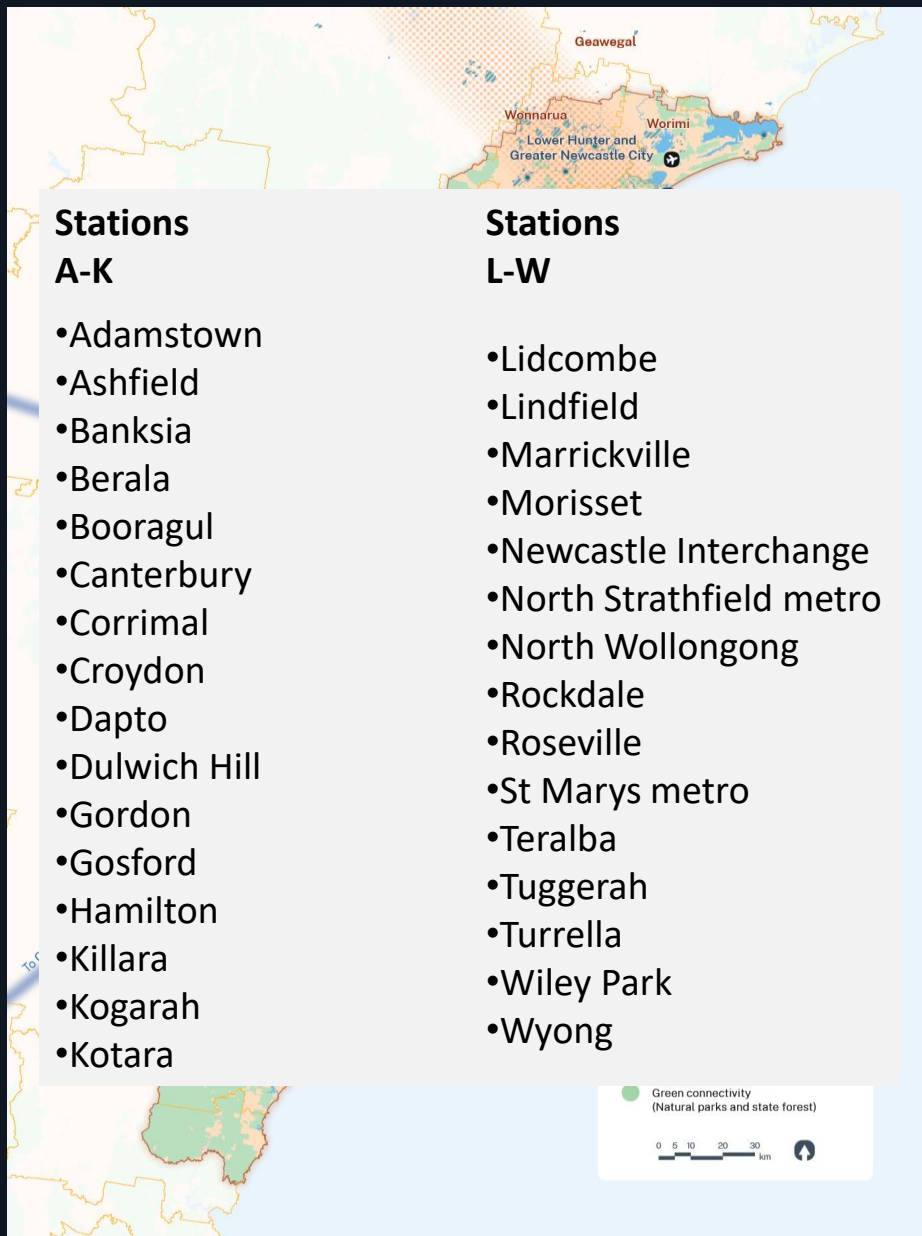 Geawegal
Wonnarua
Worimi
Lower Hunter and
Greater Newcastle City
Stations
A-K
•Adamstown
•Ashfield
•Banksia
•Berala
•Booragul
•Canterbury
•Corrimal
•Croydon
•Dapto
•Dulwich Hill
•Gordon
•Gosford
•Hamilton
•Killara
•Kogarah
•Kotara
Stations
L-W
•Lidcombe
•Lindfield
•Marrickville
•Morisset
•Newcastle Interchange
•North Strathfield metro
•North Wollongong
•Rockdale
•Roseville
•St Marys metro
•Teralba
•Tuggerah
•Turrella
•Wiley Park
•Wyong
To
Green connectivity
(Natural parks and state forest)
0 5 10 20 30
km